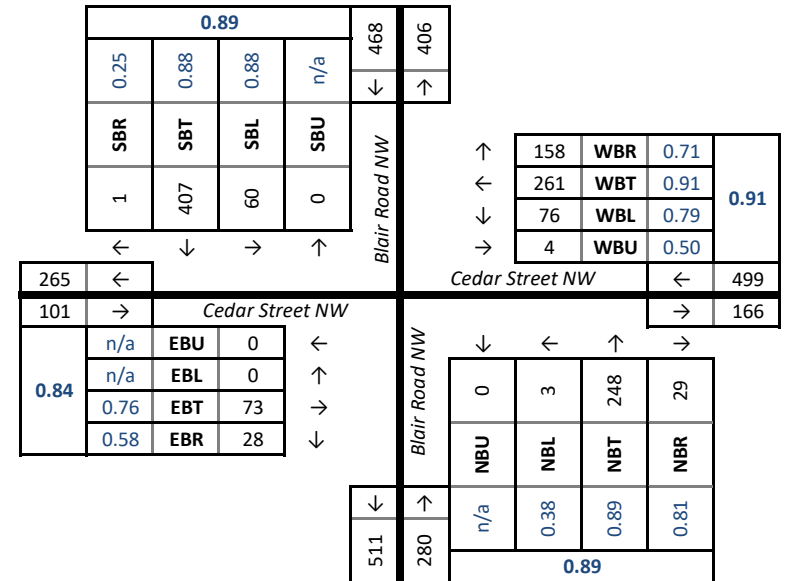 0.89
468
406
0.25
0.88
0.88
n/a
↓
↑
SBR
SBT
SBL
SBU
1
407
60
0
←
↓
→
↑
Blair Road NW
↑ 158 WBR 0.71
← 261 WBT 0.91
↓ 76 WBL 0.79
→ 4 WBU 0.50
0.91
265 ←
Cedar Street NW
← 499
101 →
Cedar Street NW
→ 166
0.84
n/a EBU 0 ←
n/a EBL 0 ↑
0.76 EBT 73 →
0.58 EBR 28 ↓
Blair Road NW
↓
←
↑
→
0
3
248
29
NBU
NBL
NBT
NBR
n/a
0.38
0.89
0.81
↓
↑
511
280
0.89